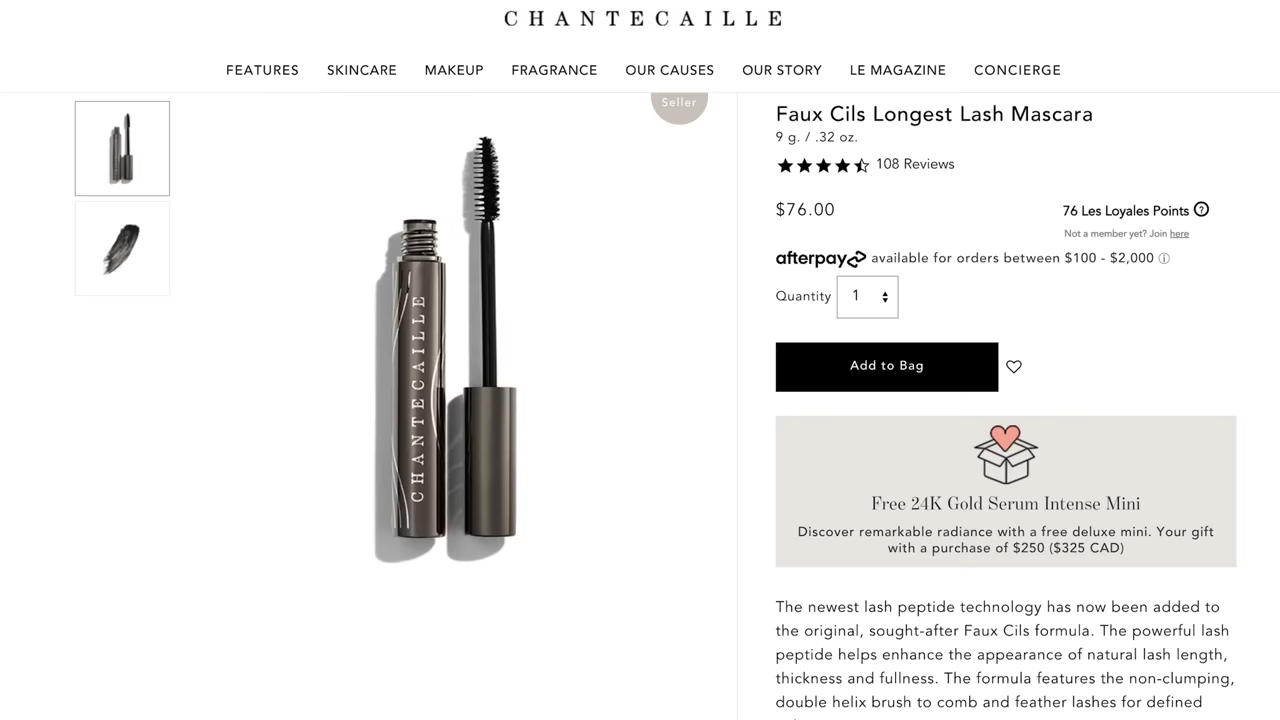 CHANTECAILLE
FEATURES SKINCARE MAKEUP FRAGRANCE OUR CAUSES OUR STORY LE MAGAZINE CONCIERGE
Seller
CHANTECAILLE
Faux Cils Longest Lash Mascara
9 g. / .32 oz.
108 Reviews
$76.00
76 Les Loyales Points ?
Not a member yet? Join here
afterpay available for orders between $100 - $2,000 ⓘ
Quantity 1
Add to Bag
Free 24K Gold Serum Intense Mini
Discover remarkable radiance with a free deluxe mini. Your gift
with a purchase of $250 ($325 CAD)
The newest lash peptide technology has now been added to
the original, sought-after Faux Cils formula. The powerful lash
peptide helps enhance the appearance of natural lash length,
thickness and fullness. The formula features the non-clumping,
double helix brush to comb and feather lashes for defined